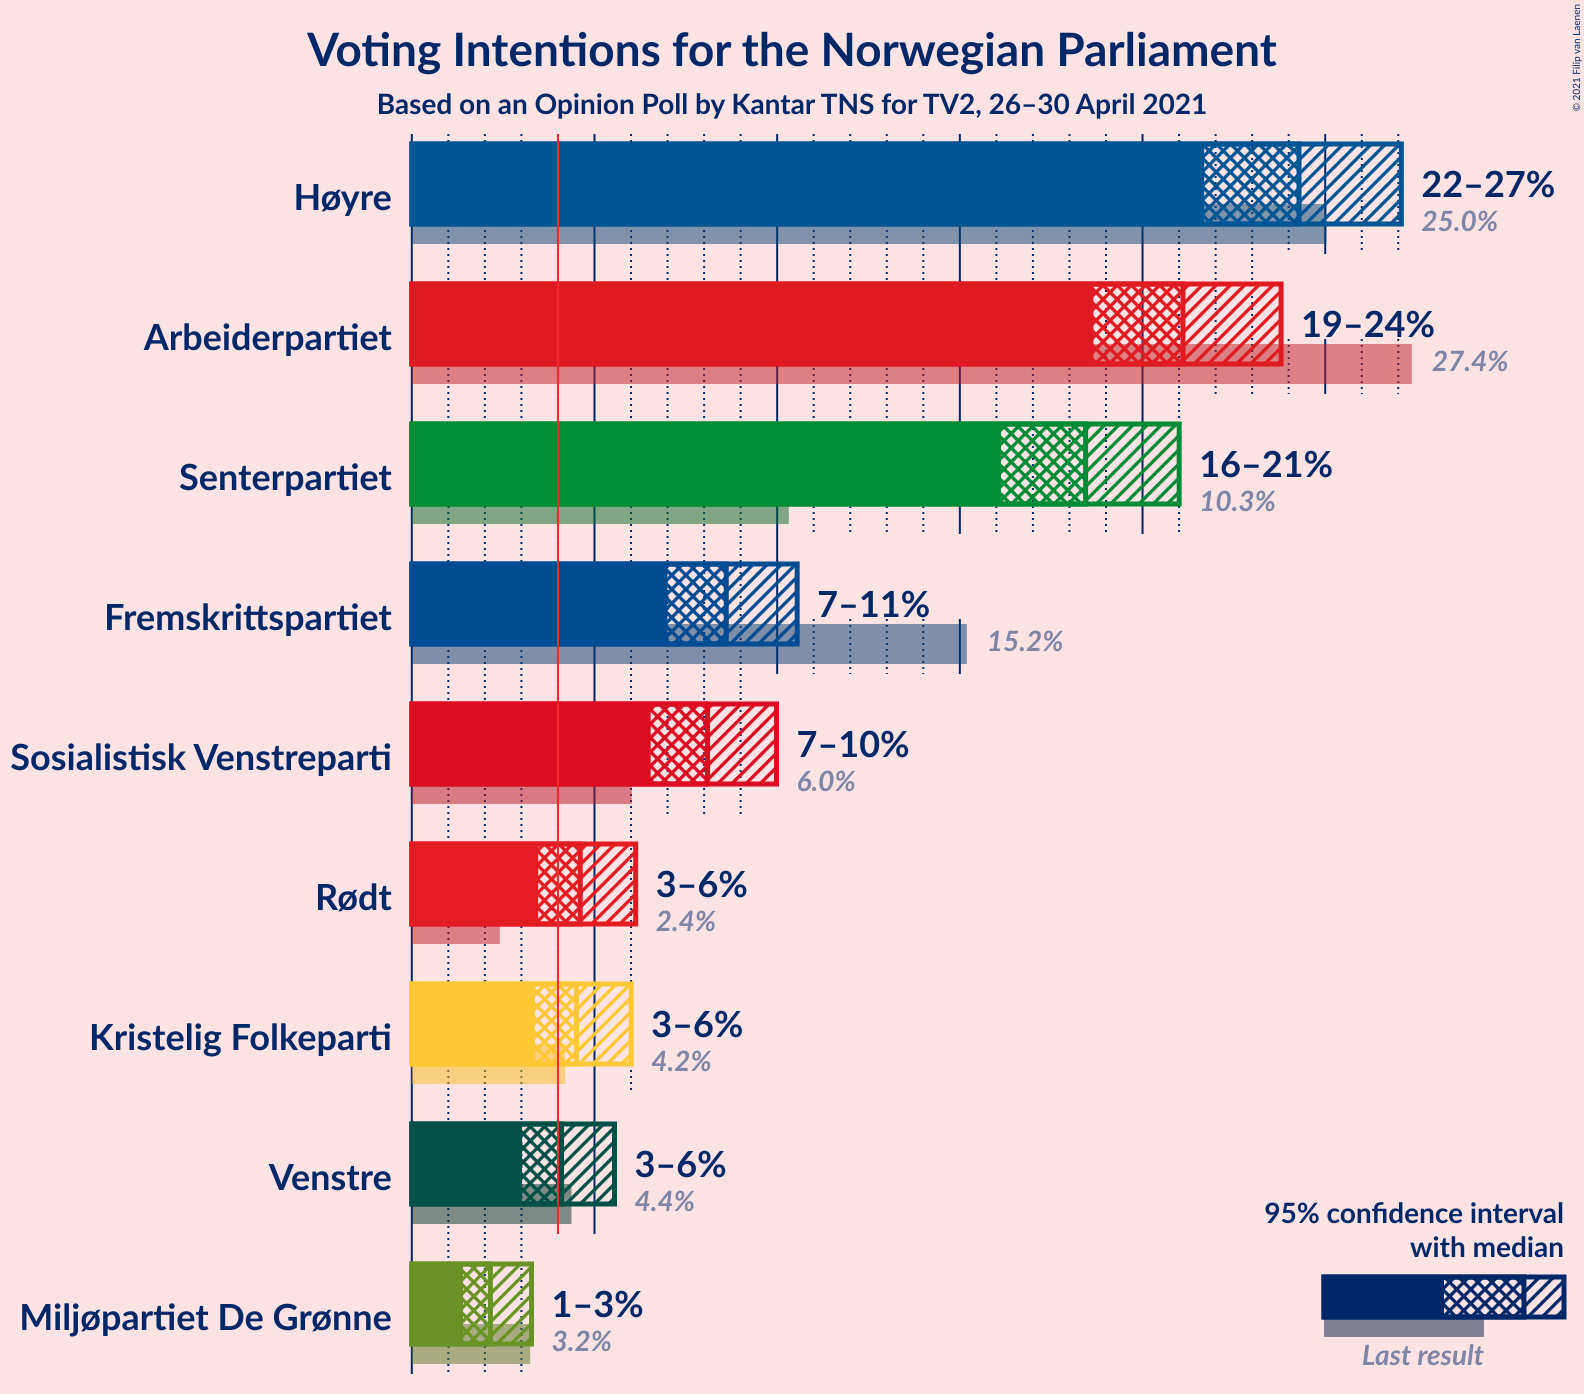 Voting Intentions for the Norwegian Parliament
Based on an Opinion Poll by Kantar TNS for TV2, 26–30 April 2021
© 2021 Filip van Laenen
Høyre
22–27%
25.0%
Arbeiderpartiet
19–24%
27.4%
Senterpartiet
16–21%
10.3%
Fremskrittspartiet
7–11%
15.2%
Sosialistisk Venstreparti
7–10%
6.0%
Rødt
3–6%
2.4%
Kristelig Folkeparti
3–6%
4.2%
Venstre
3–6%
4.4%
Miljøpartiet De Grønne
1–3%
3.2%
95% confidence interval
with median
Last result